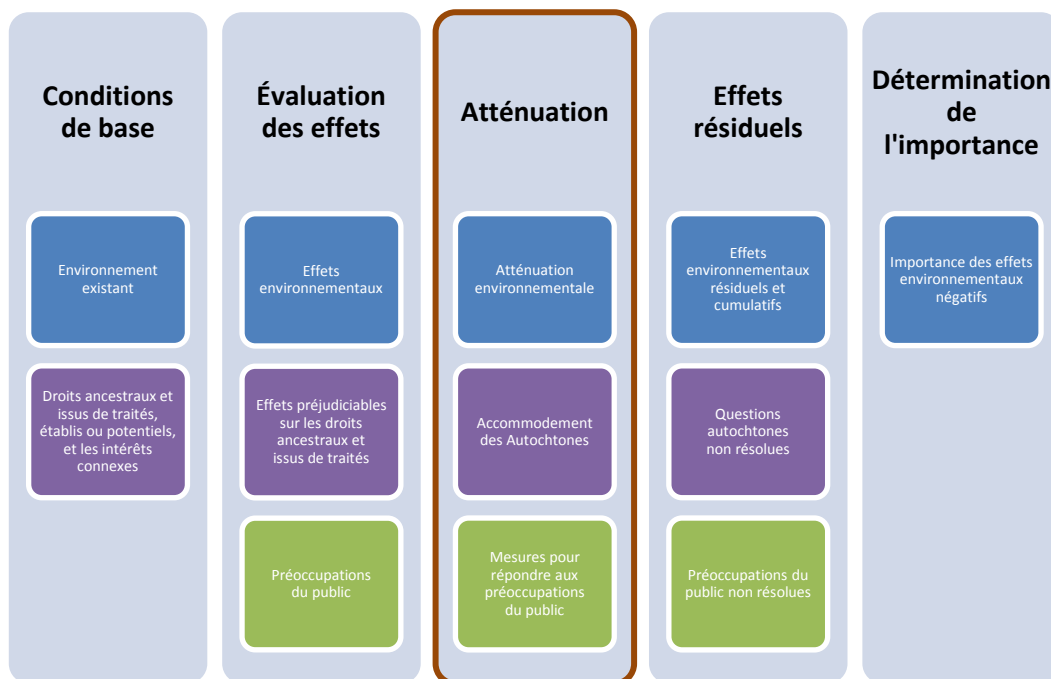 Conditions
de base
Environnement
existant
Droits ancestraux et
issus de traités,
établis ou potentiels,
et les intérêts
connexes
Évaluation
des effets
Effets
environnementaux
Effets préjudiciables
sur les droits
ancestraux et
issus de traités
Préoccupations
du public
Atténuation
Atténuation
environnementale
Accommodement
des Autochtones
Mesures pour
répondre aux
préoccupations
du public
Effets
résiduels
Effets
environnementaux
résiduels et
cumulatifs
Questions
autochtones
non résolues
Préoccupations du
public non résolues
Détermination
de
l'importance
Importance des effets
environnementaux
négatifs